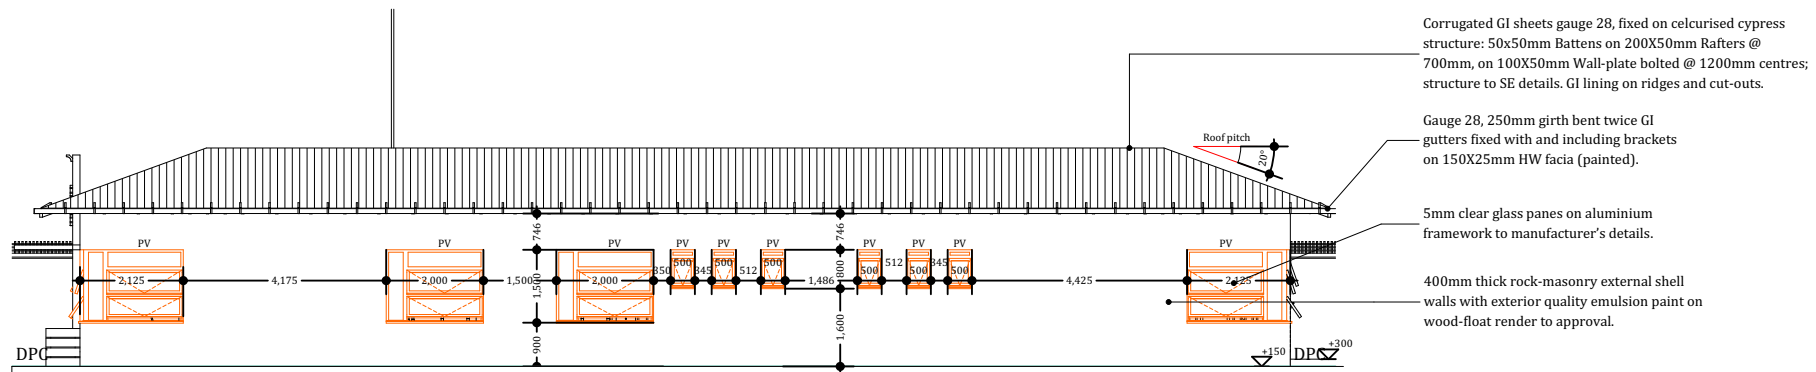 Corrugated GI sheets gauge 28, fixed on celcurised cypress
structure: 50x50mm Battens on 200X50mm Rafters @
700mm, on 100X50mm Wall-plate bolted @ 1200mm centres;
structure to SE details. GI lining on ridges and cut-outs.
Gauge 28, 250mm girth bent twice GI
gutters fixed with and including brackets
on 150X25mm HW facia (painted).
Roof pitch
20°
5mm clear glass panes on aluminium
framework to manufacturer's details.
746
746
PV
PV
PV
PV
PV
PV
PV
PV
PV
PV
2,125
4,175
2,000
1,500
1,500
2,000
350
500
345
500
512
500
1,486
800
500
512
500
345
500
4,425
2,125
400mm thick rock-masonry external shell
walls with exterior quality emulsion paint on
wood-float render to approval.
900
1,600
DPC
+150
DPC
+300